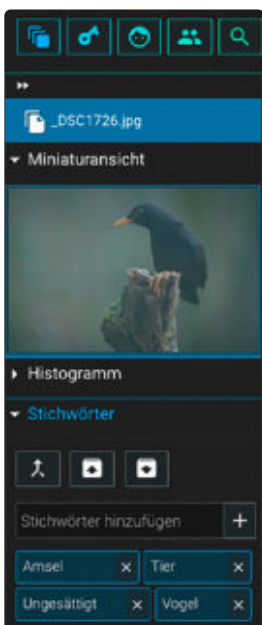 _DSC1726.jpg
Miniaturansicht
Histogramm
Stichwörter
Stichwörter hinzufügen
Amsel Tier
Ungesättigt Vogel